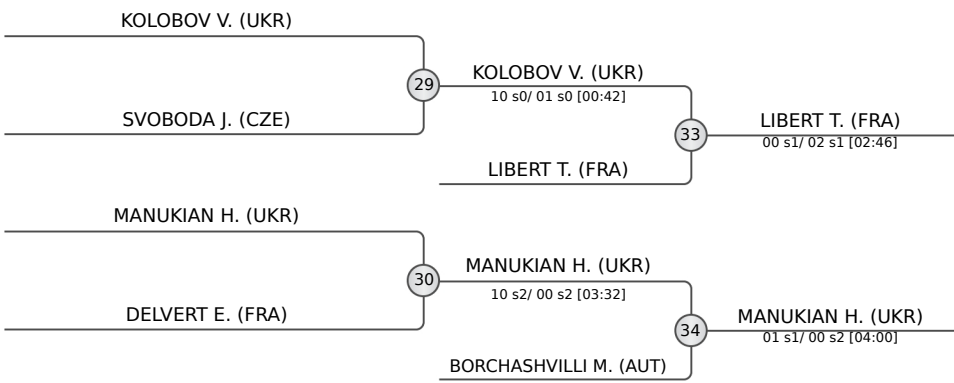 KOLOBOV V. (UKR)
29
SVOBODA J. (CZE)
KOLOBOV V. (UKR)
10 s0/ 01 s0 [00:42]
33
LIBERT T. (FRA)
LIBERT T. (FRA)
00 s1/ 02 s1 [02:46]
MANUKIAN H. (UKR)
30
DELVERT E. (FRA)
MANUKIAN H. (UKR)
10 s2/ 00 s2 [03:32]
34
BORCHASHVILLI M. (AUT)
MANUKIAN H. (UKR)
01 s1/ 00 s2 [04:00]